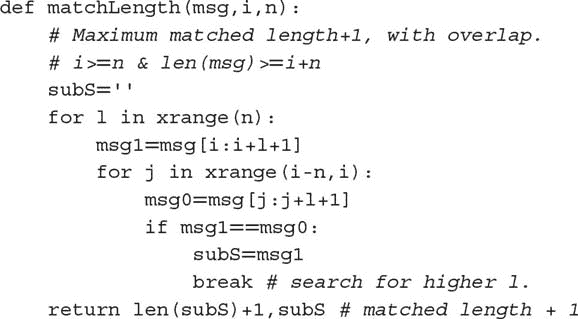 def matchLength(msg,i,n):
    # Maximum matched length+1, with overlap.
    # i>=n & len(msg)>=i+n
    subS=''
    for l in xrange(n):
        msg1=msg[i:i+l+1]
        for j in xrange(i-n,i):
            msg0=msg[j:j+l+1]
            if msg1==msg0:
                subS=msg1
                break # search for higher l.
    return len(subS)+1,subS # matched length + 1